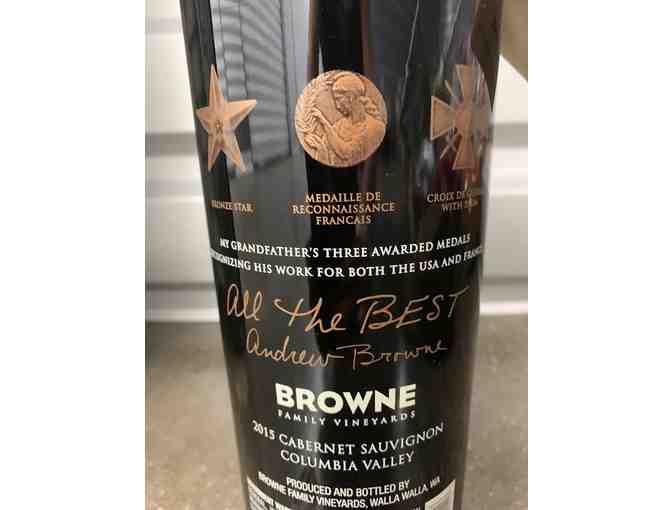 BRONZE STAR
MEDAILLE DE
RECONNAISSANCE
FRANCAIS
CROIX DE
WITH
MY GRANDFATHER'S THREE AWARDED MEDALS
HIS WORK FOR BOTH THE USA AND
All the BEST
Andrew Browne
BROWNE
FAMILY VINEYARDS
2015 CABERNET SAUVIGNON
COLUMBIA VALLEY
PRODUCED AND BOTTLED BY
BROWNE FAMILY VINEYARDS, WALLA WALLA, WA